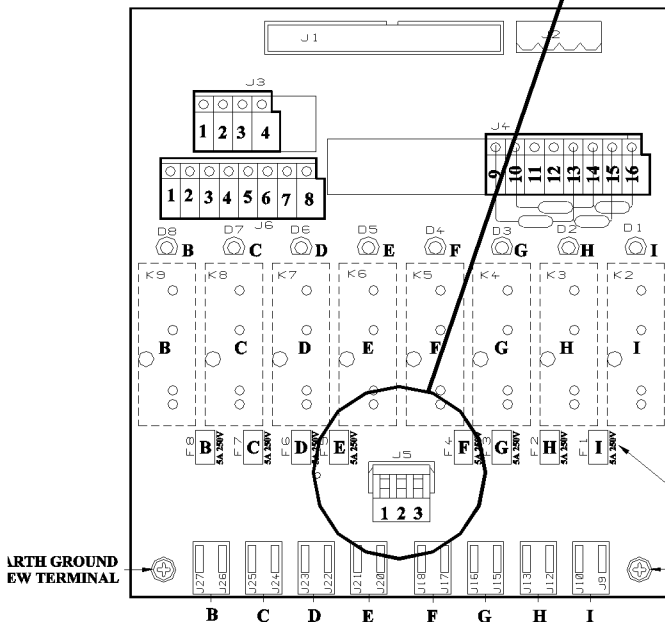 J1 J2
J3
1 2 3 4
J4
9 10 11 12 13 14 15 16
1 2 3 4 5 6 7 8
J6
D8 B D7 C D6 D D5 E D4 F D3 G D2 H D1 I
K9 K8 K7 K6 K5 K4 K3 K2
B C D E F G H I
F8 B 5A 250V F7 C 5A 250V F6 D 5A 250V E 5A 250V F4 F 5A 250V F3 G 5A 250V F2 H 5A 250V F1 I 5A 250V
J5
1 2 3
ARTH GROUND
EW TERMINAL
J27 J26 J25 J24 J23 J22 J21 J20 J18 J17 J16 J15 J13 J12 J10 J9
B C D E F G H I